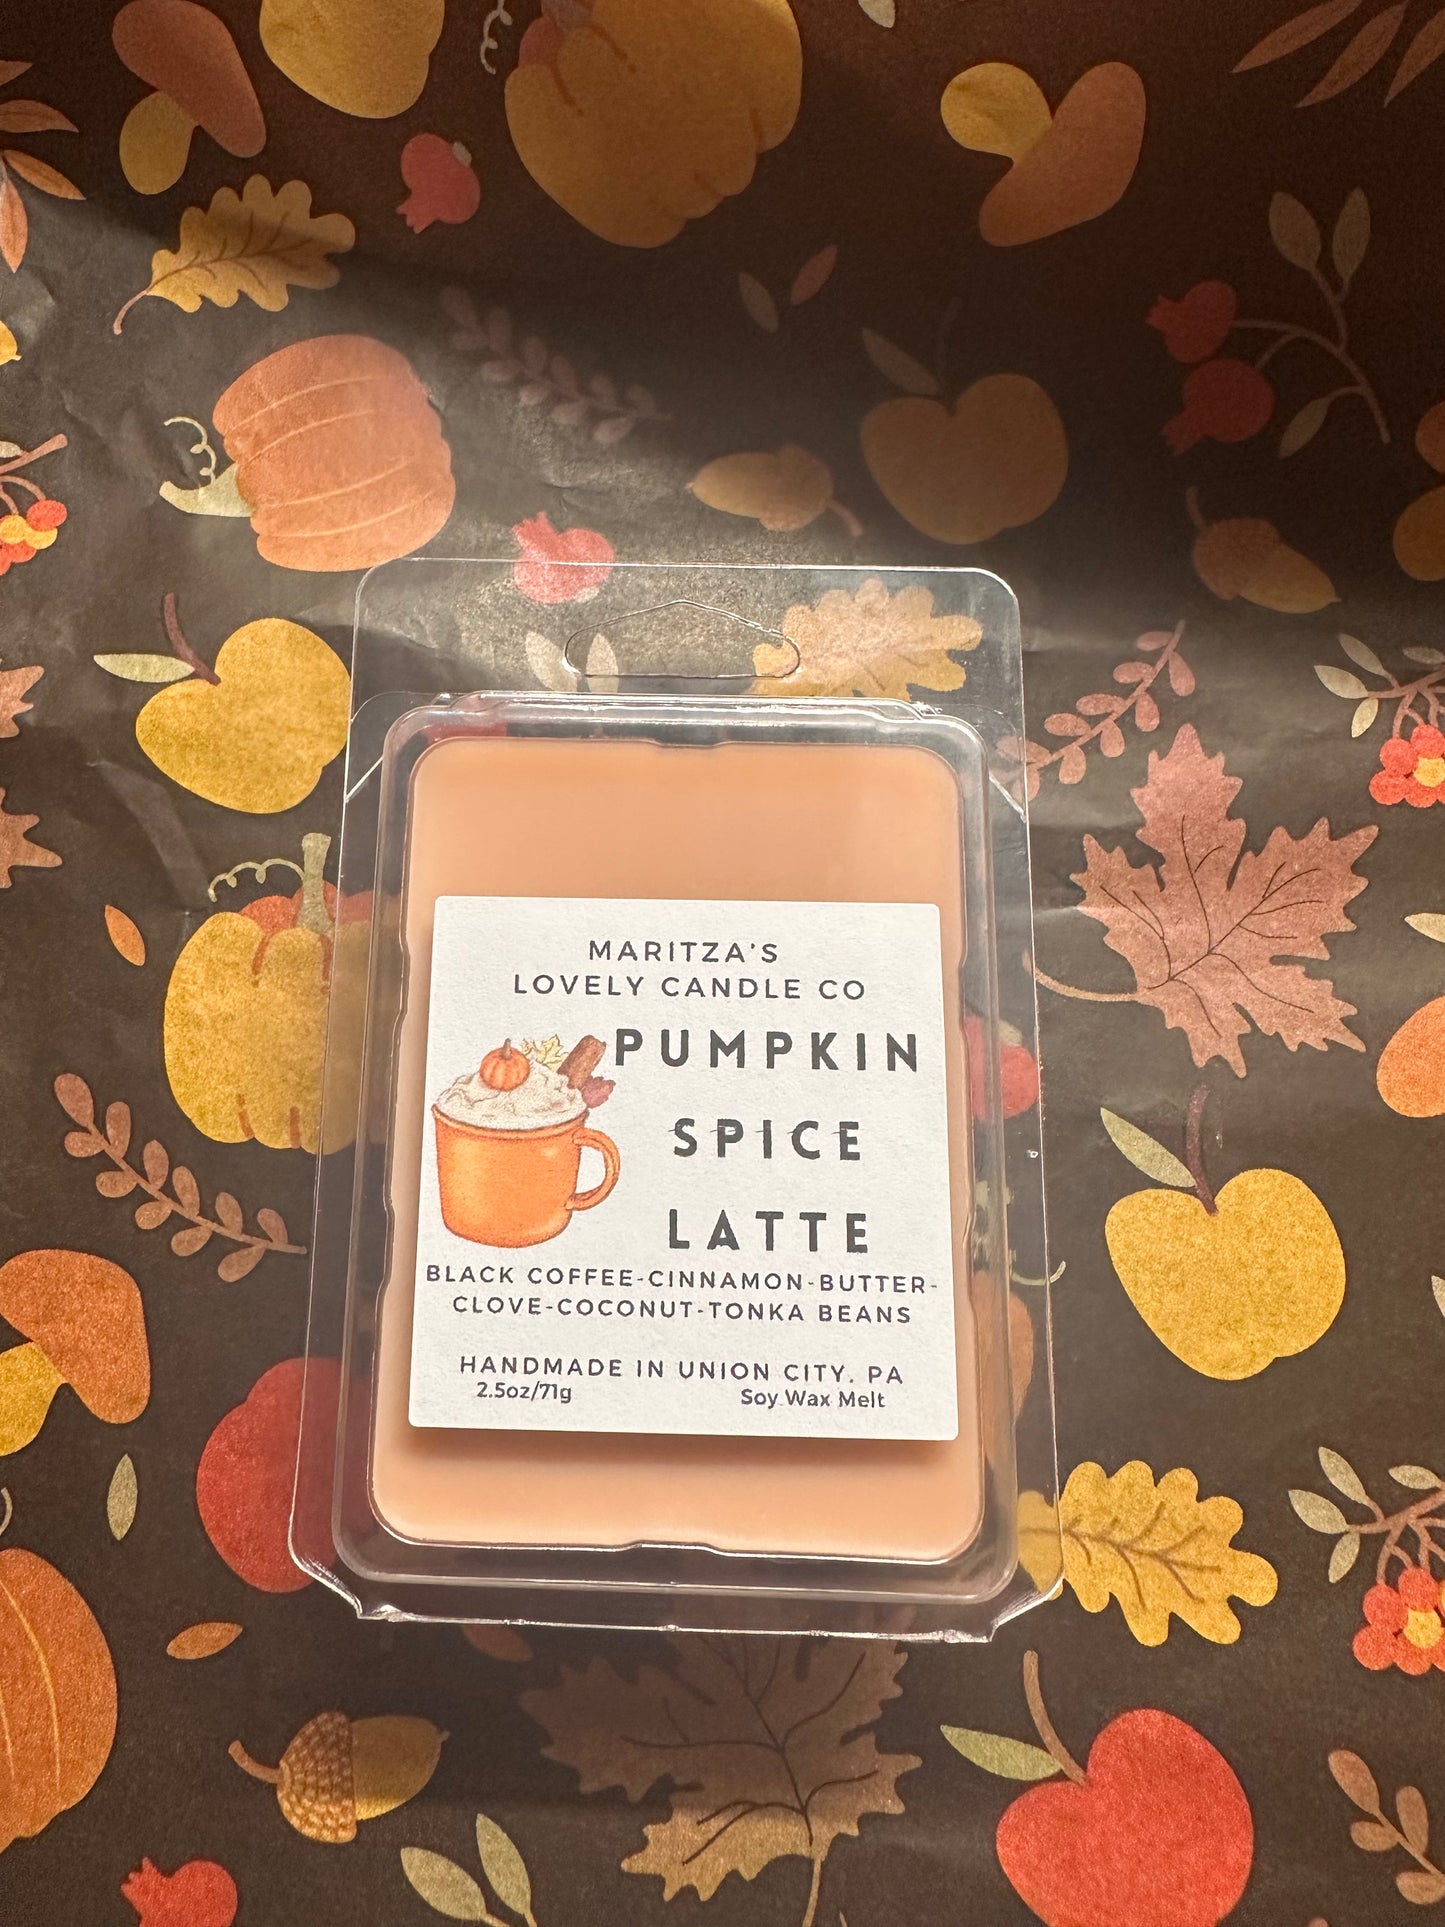 MARITZA'S
LOVELY CANDLE CO
PUMPKIN
SPICE
LATTE
BLACK COFFEE-CINNAMON-BUTTER-
CLOVE-COCONUT-TONKA BEANS
HANDMADE IN UNION CITY. PA
2.5oz/71g Soy Wax Melt